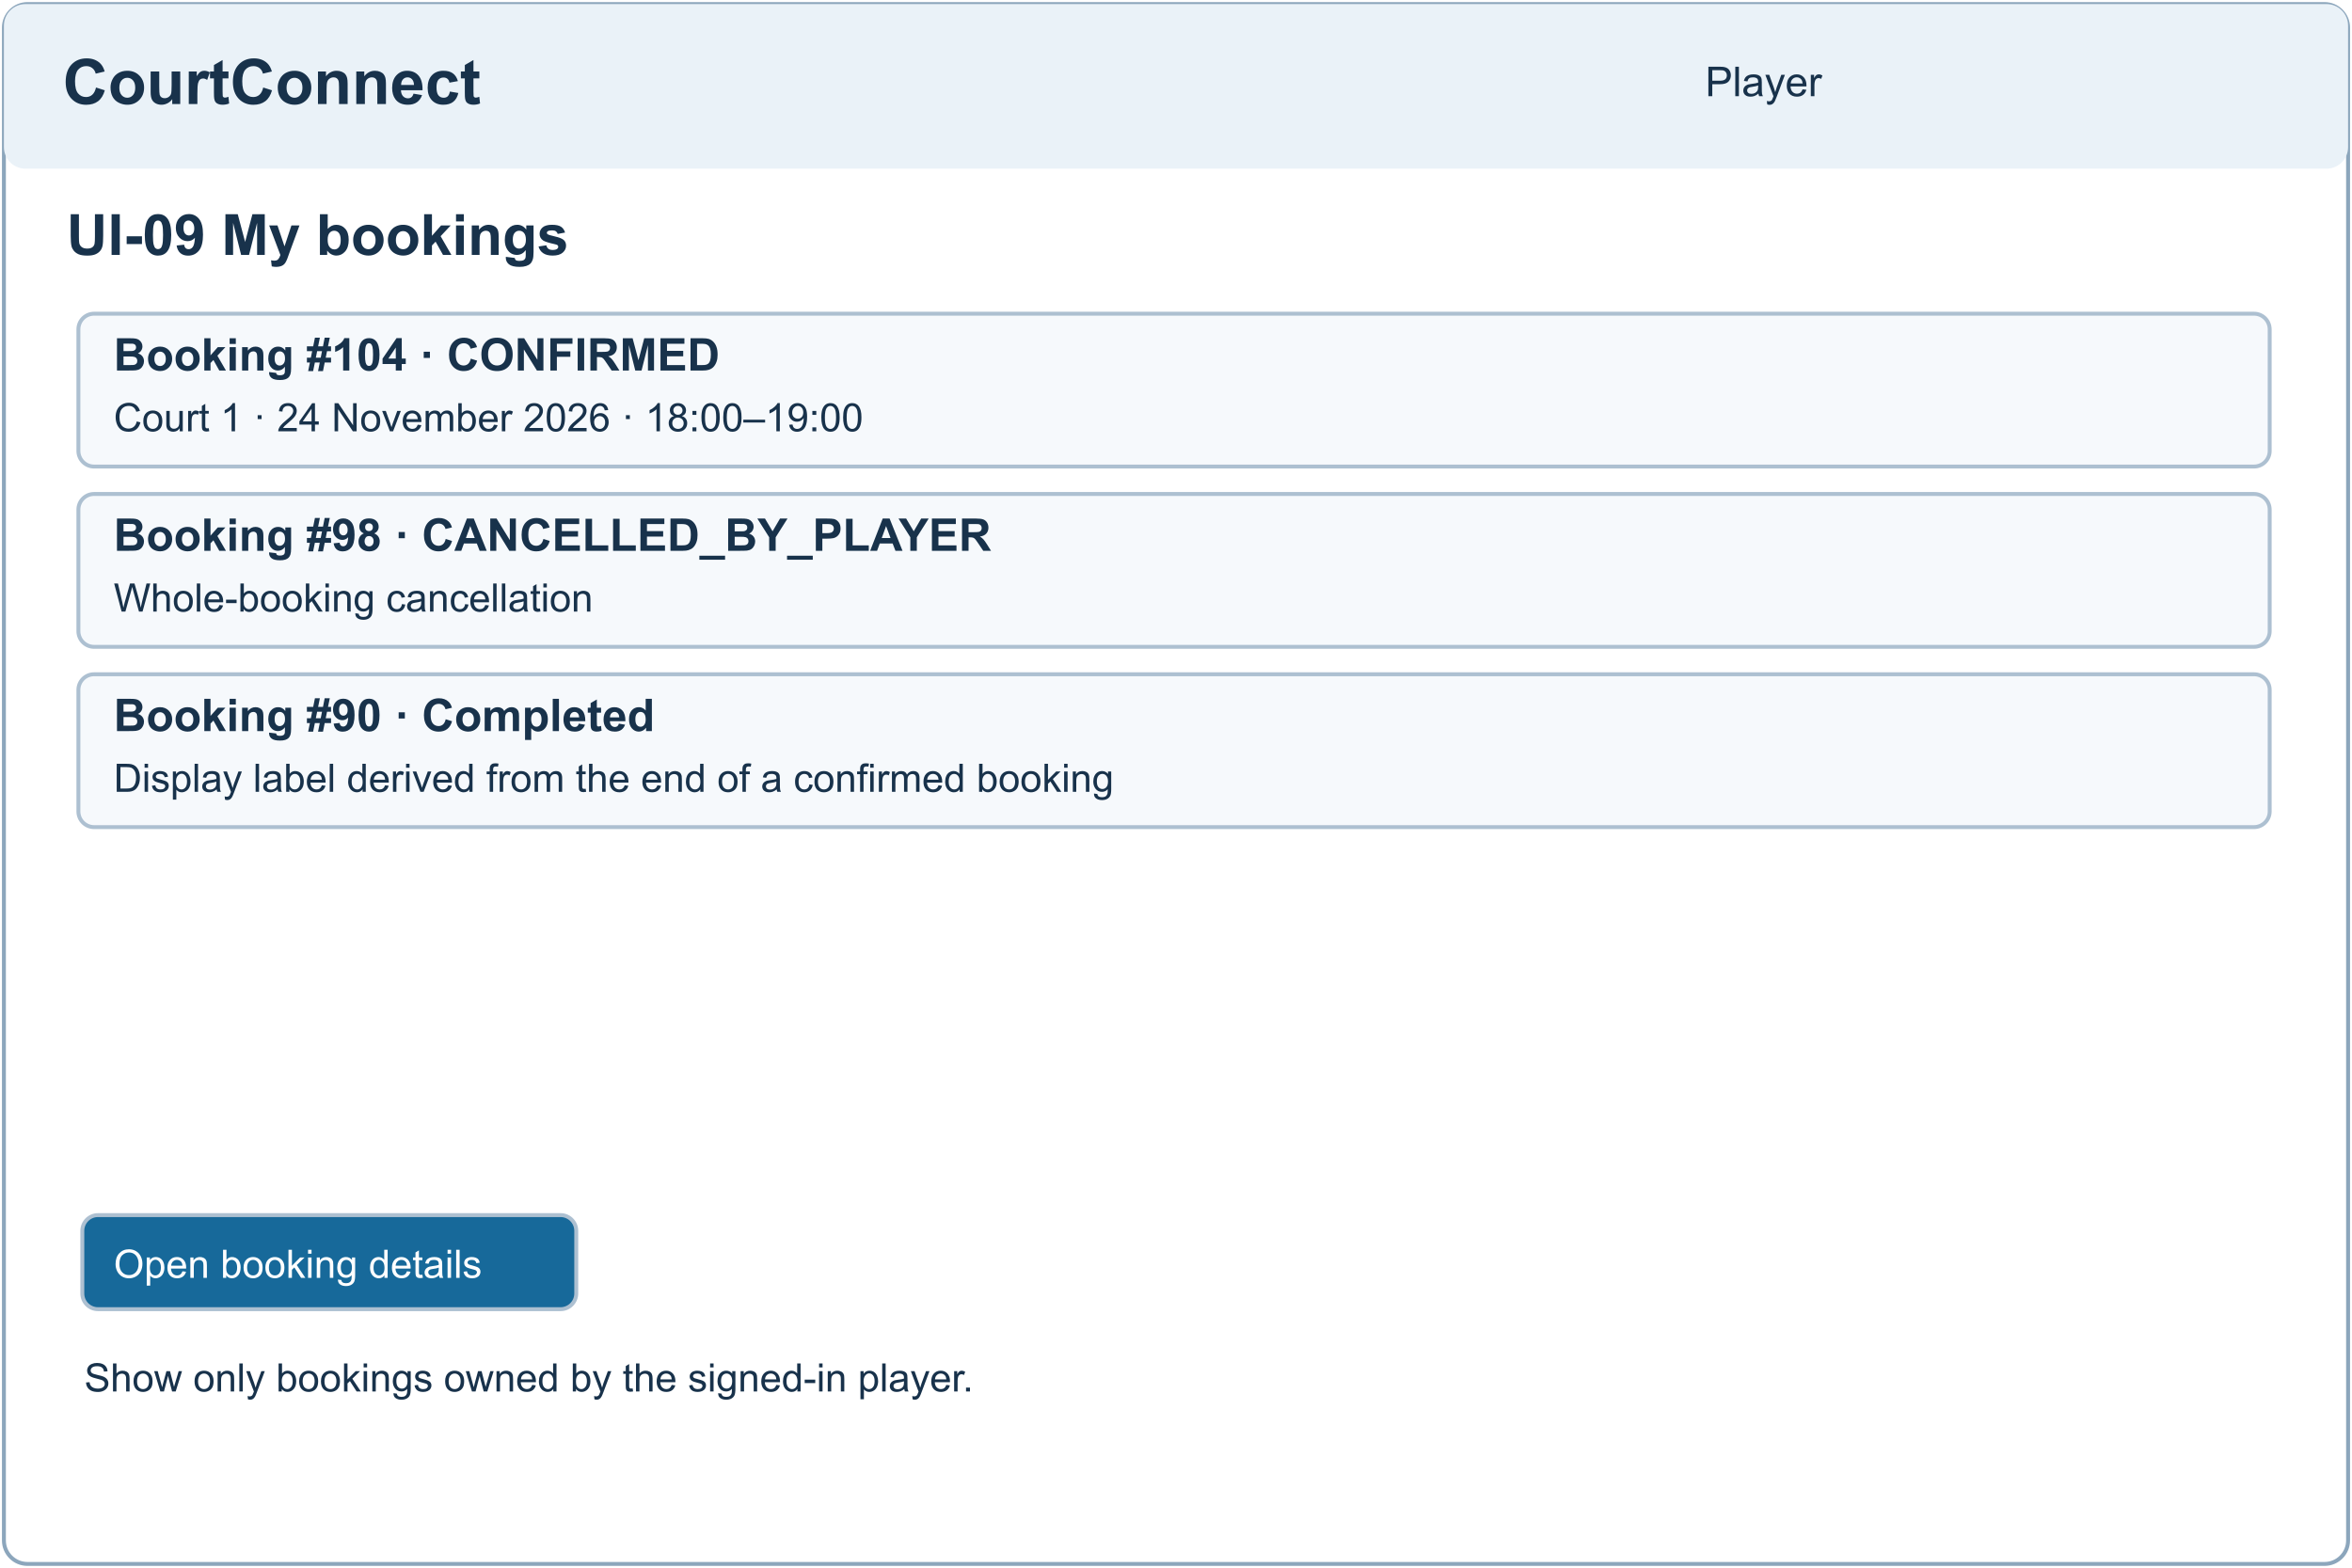 CourtConnect
Player
UI-09 My bookings
Booking #104 · CONFIRMED
Court 1 · 24 November 2026 · 18:00–19:00
Booking #98 · CANCELLED_BY_PLAYER
Whole-booking cancellation
Booking #90 · Completed
Display label derived from the end of a confirmed booking
Open booking details
Show only bookings owned by the signed-in player.